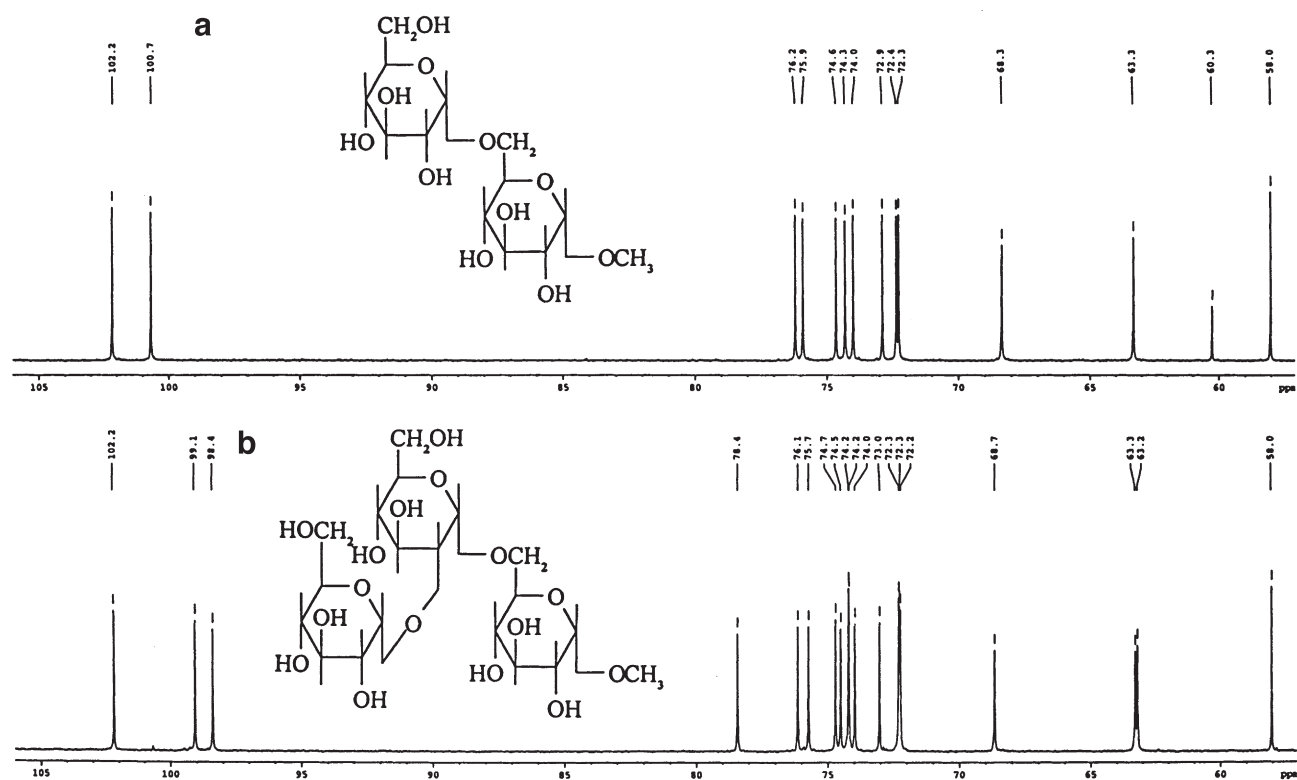 a
102.2
100.7
76.2
75.9
74.6
74.3
74.0
72.9
72.4
72.3
68.3
63.3
60.3
58.0
CH2OH
O
OH
HO
OCH2
OH
O
OH
HO
OCH3
OH
105 100 95 90 85 80 75 70 65 60 ppm
b
102.2
99.1
98.4
78.4
76.1
75.7
74.7
74.5
74.2
74.2
74.0
73.0
72.3
72.3
72.2
68.7
63.3
63.2
58.0
CH2OH
O
OH
HOCH2
HO
OCH2
O
O
OH
O
OH
HO
HO
OCH3
OH
OH
105 100 95 90 85 80 75 70 65 60 ppm